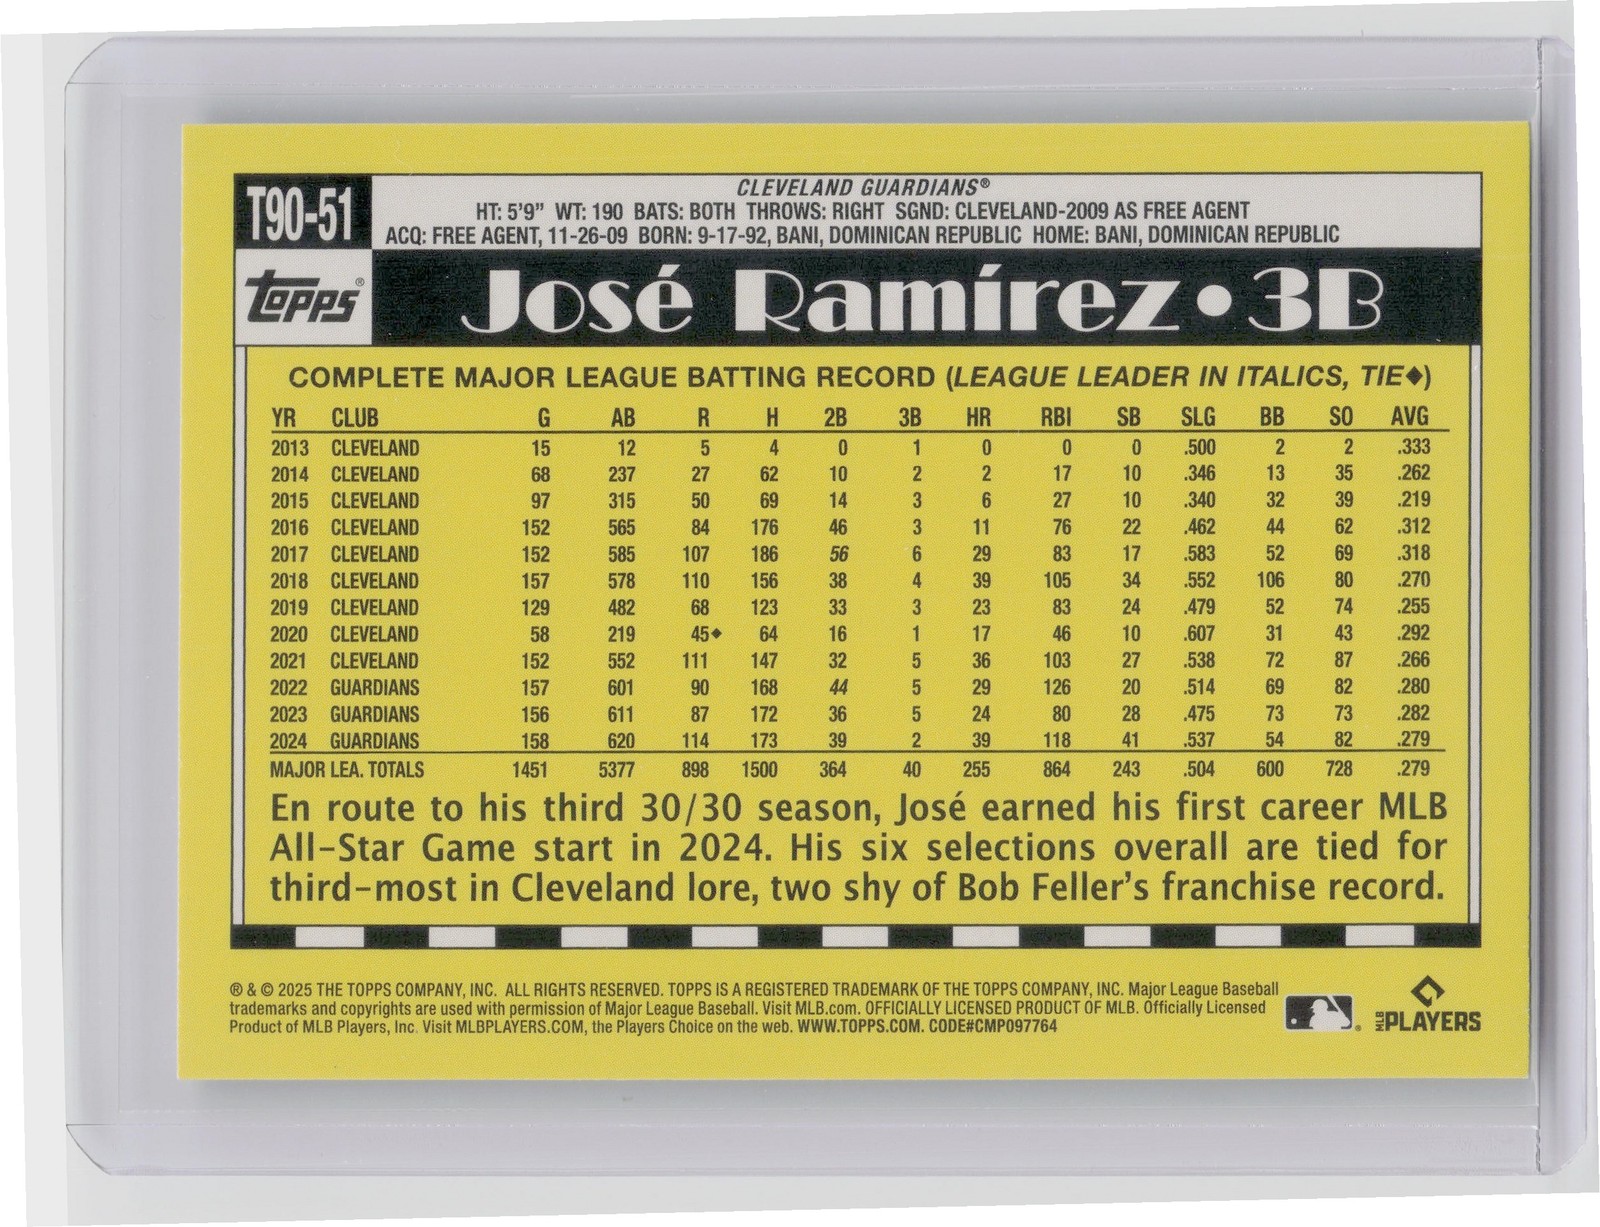 T90-51
CLEVELAND GUARDIANS®
HT: 5'9" WT: 190 BATS: BOTH THROWS: RIGHT SGND: CLEVELAND-2009 AS FREE AGENT
ACQ: FREE AGENT, 11-26-09 BORN: 9-17-92, BANI, DOMINICAN REPUBLIC HOME: BANI, DOMINICAN REPUBLIC
topps®
José Ramírez • 3B
COMPLETE MAJOR LEAGUE BATTING RECORD (LEAGUE LEADER IN ITALICS, TIE◆)
YR CLUB G AB R H 2B 3B HR RBI SB SLG BB SO AVG
2013 CLEVELAND 15 12 5 4 0 1 0 0 0 .500 2 2 .333
2014 CLEVELAND 68 237 27 62 10 2 2 17 10 .346 13 35 .262
2015 CLEVELAND 97 315 50 69 14 3 6 27 10 .340 32 39 .219
2016 CLEVELAND 152 565 84 176 46 3 11 76 22 .462 44 62 .312
2017 CLEVELAND 152 585 107 186 56 6 29 83 17 .583 52 69 .318
2018 CLEVELAND 157 578 110 156 38 4 39 105 34 .552 106 80 .270
2019 CLEVELAND 129 482 68 123 33 3 23 83 24 .479 52 74 .255
2020 CLEVELAND 58 219 45◆ 64 16 1 17 46 10 .607 31 43 .292
2021 CLEVELAND 152 552 111 147 32 5 36 103 27 .538 72 87 .266
2022 GUARDIANS 157 601 90 168 44 5 29 126 20 .514 69 82 .280
2023 GUARDIANS 156 611 87 172 36 5 24 80 28 .475 73 73 .282
2024 GUARDIANS 158 620 114 173 39 2 39 118 41 .537 54 82 .279
MAJOR LEA. TOTALS 1451 5377 898 1500 364 40 255 864 243 .504 600 728 .279
En route to his third 30/30 season, José earned his first career MLB
All-Star Game start in 2024. His six selections overall are tied for
third-most in Cleveland lore, two shy of Bob Feller's franchise record.
® & © 2025 THE TOPPS COMPANY, INC. ALL RIGHTS RESERVED. TOPPS IS A REGISTERED TRADEMARK OF THE TOPPS COMPANY, INC. Major League Baseball
trademarks and copyrights are used with permission of Major League Baseball. Visit MLB.com. OFFICIALLY LICENSED PRODUCT OF MLB. Officially Licensed
Product of MLB Players, Inc. Visit MLBPLAYERS.COM, the Players Choice on the web. WWW.TOPPS.COM. CODE#CMP097764
MLB PLAYERS